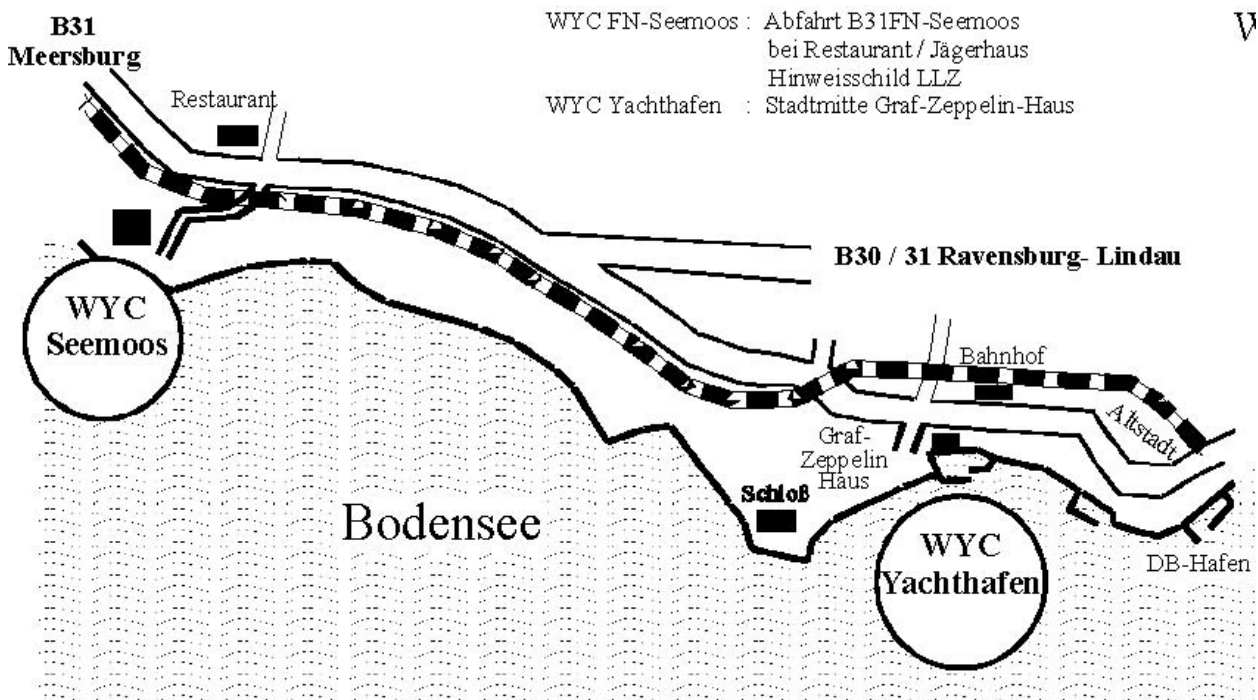 B31
Meersburg
WYC FN-Seemoos : Abfahrt B31FN-Seemoos
bei Restaurant / Jägerhaus
Hinweisschild LLZ
WYC Yachthafen : Stadtmitte Graf-Zeppelin-Haus
W
Restaurant
B30 / 31 Ravensburg- Lindau
WYC
Seemoos
Bahnhof
Altstadt
Graf-
Zeppelin
Haus
Schloß
Bodensee
WYC
Yachthafen
DB-Hafen